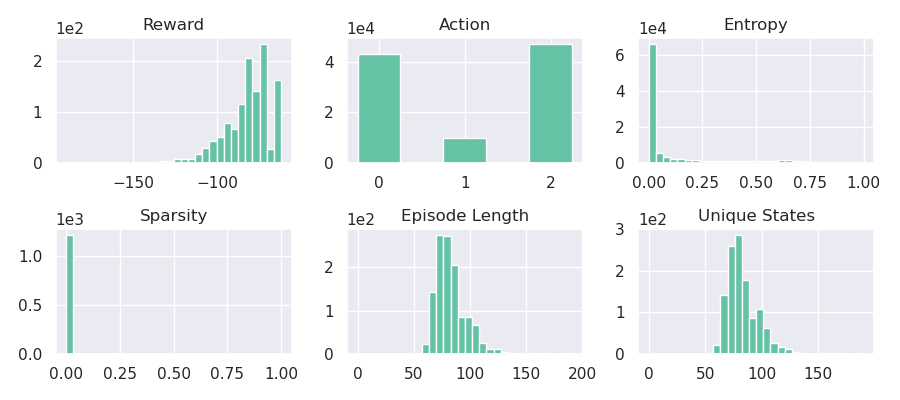 Reward Action Entropy
1e2 1e4 1e4
2 4 6
1 2 4
2
0 0 0
−150 −100 0 1 2 0.00 0.25 0.50 0.75 1.00
Sparsity Episode Length Unique States
1e3 1e2 1e2
1.0 2 3
0.5 1 2
1
0.0 0 0
0.00 0.25 0.50 0.75 1.00 0 50 100 150 200 0 50 100 150